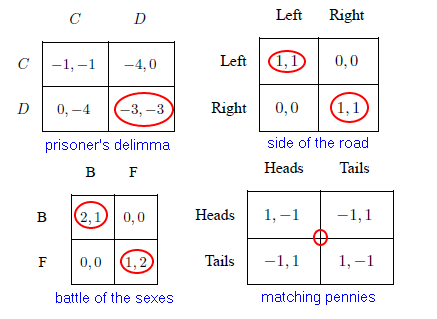 C D
C -1,-1 -4,0
D 0,-4 -3,-3
prisoner's delimma
Left Right
Left 1,1 0,0
Right 0,0 1,1
side of the road
B F
B 2,1 0,0
F 0,0 1,2
battle of the sexes
Heads Tails
Heads 1,-1 -1,1
Tails -1,1 1,-1
matching pennies